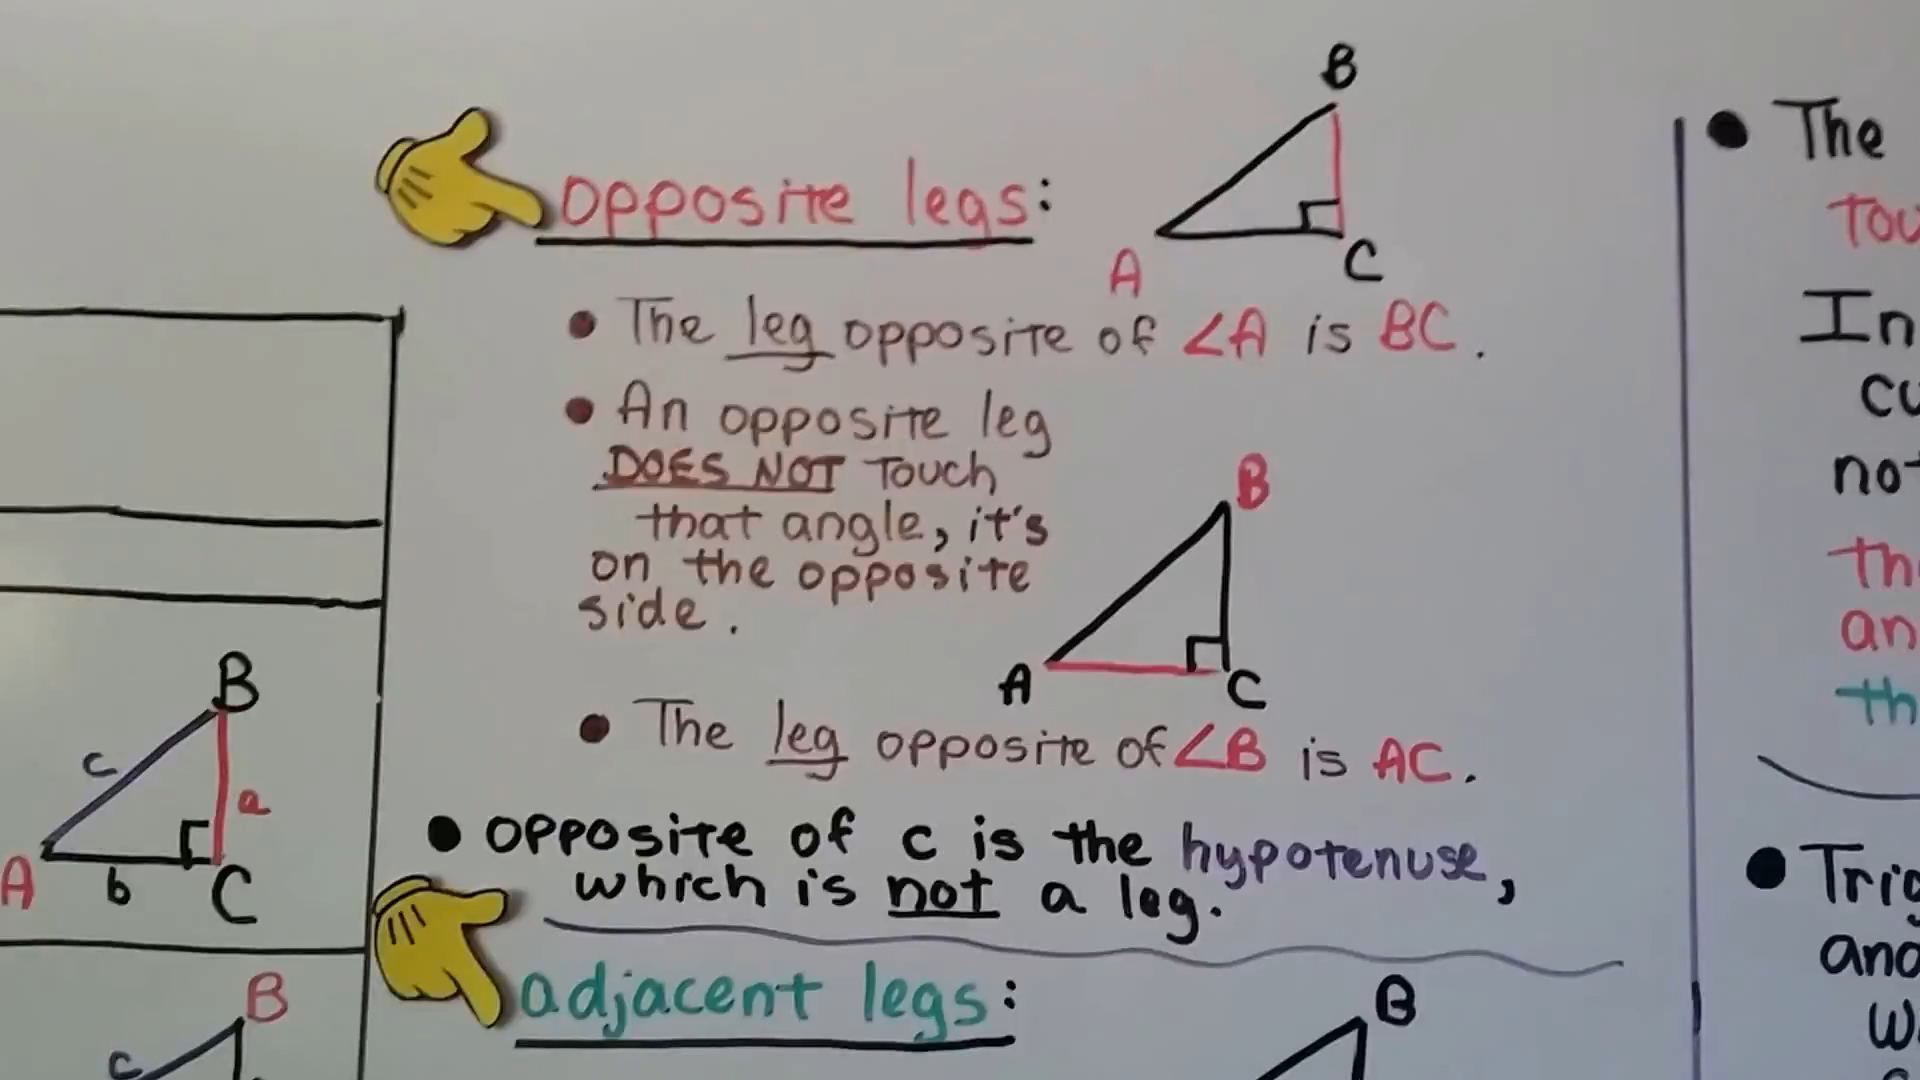 B
opposite legs:
A
C
• The leg opposite of ∠A is BC.
• An opposite leg
DOES NOT touch
that angle, it's
on the opposite
side.
B
A
C
• The leg opposite of ∠B is AC.
• opposite of c is the hypotenuse,
which is not a leg.
adjacent legs:
B
B
c
a
A
b
C
B
c
• The
In
not